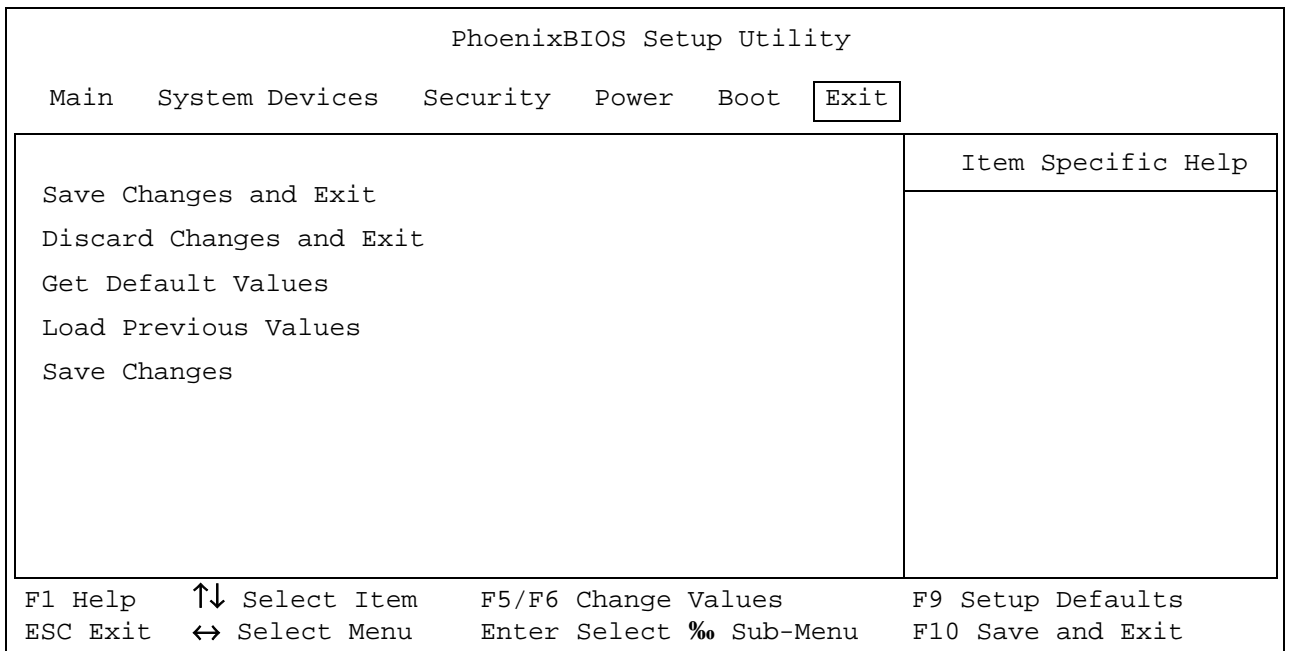 PhoenixBIOS Setup Utility
Main System Devices Security Power Boot Exit
Item Specific Help
Save Changes and Exit
Discard Changes and Exit
Get Default Values
Load Previous Values
Save Changes
F1 Help ↑↓ Select Item F5/F6 Change Values F9 Setup Defaults
ESC Exit ↔ Select Menu Enter Select ‰ Sub-Menu F10 Save and Exit